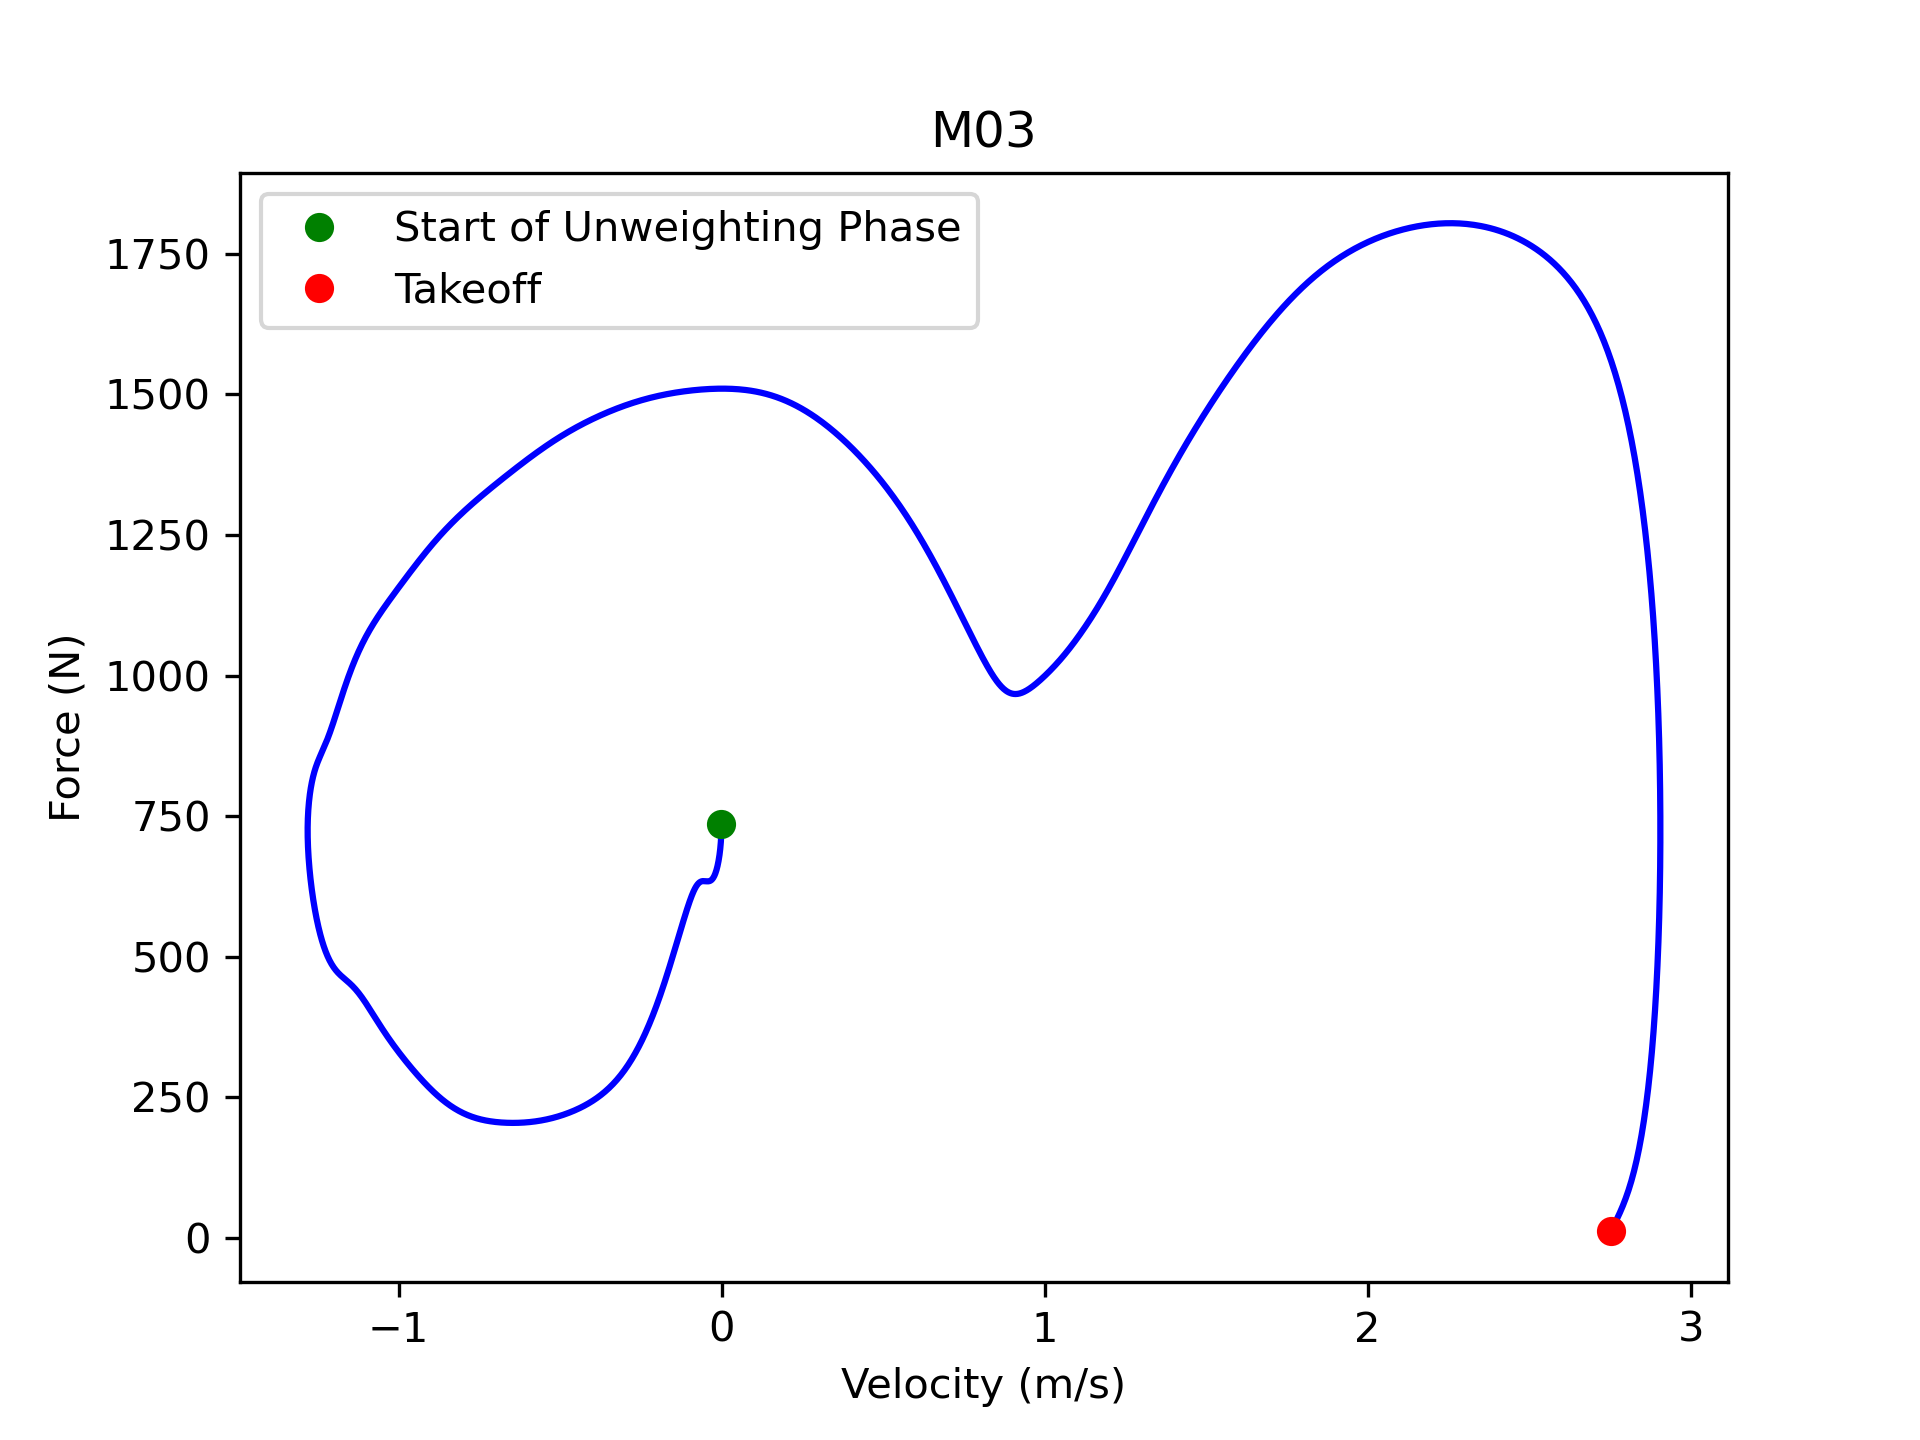 M03
Start of Unweighting Phase
Takeoff
1750
1500
1250
1000
750
500
250
0
Force (N)
−1 0 1 2 3
Velocity (m/s)